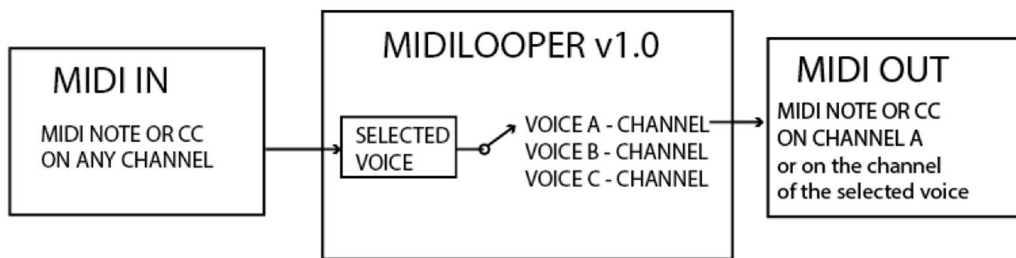 MIDI IN
MIDI NOTE OR CC
ON ANY CHANNEL
MIDILOOPER v1.0
SELECTED
VOICE
VOICE A - CHANNEL
VOICE B - CHANNEL
VOICE C - CHANNEL
MIDI OUT
MIDI NOTE OR CC
ON CHANNEL A
or on the channel
of the selected voice